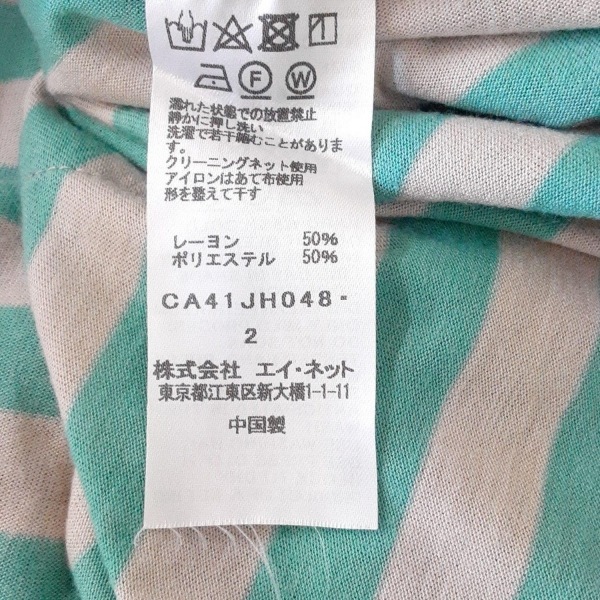 濡れた状態での放置禁止
静かに押し洗い
洗濯で若干縮むことがありま
す。
クリーニングネット使用
アイロンはあて布使用
形を整えて干す
レーヨン 50%
ポリエステル 50%
CA41JH048-
2
株式会社 エイ・ネット
東京都江東区新大橋1-1-11
中国製